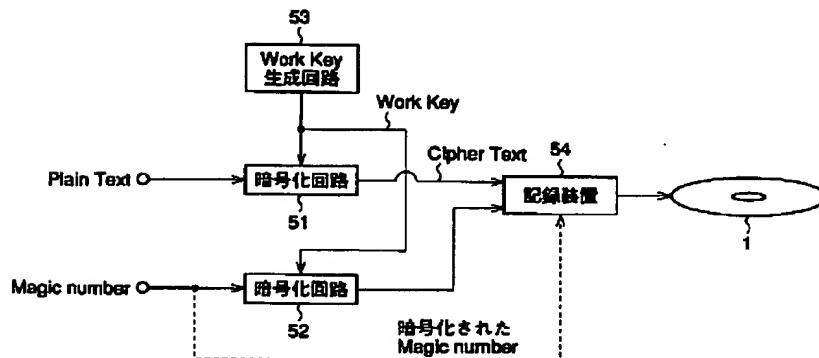 53
Work Key
生成回路
Work Key
Cipher Text
54
Plain Text
暗号化回路
記録装置
51
1
Magic number
暗号化回路
52
暗号化された
Magic number